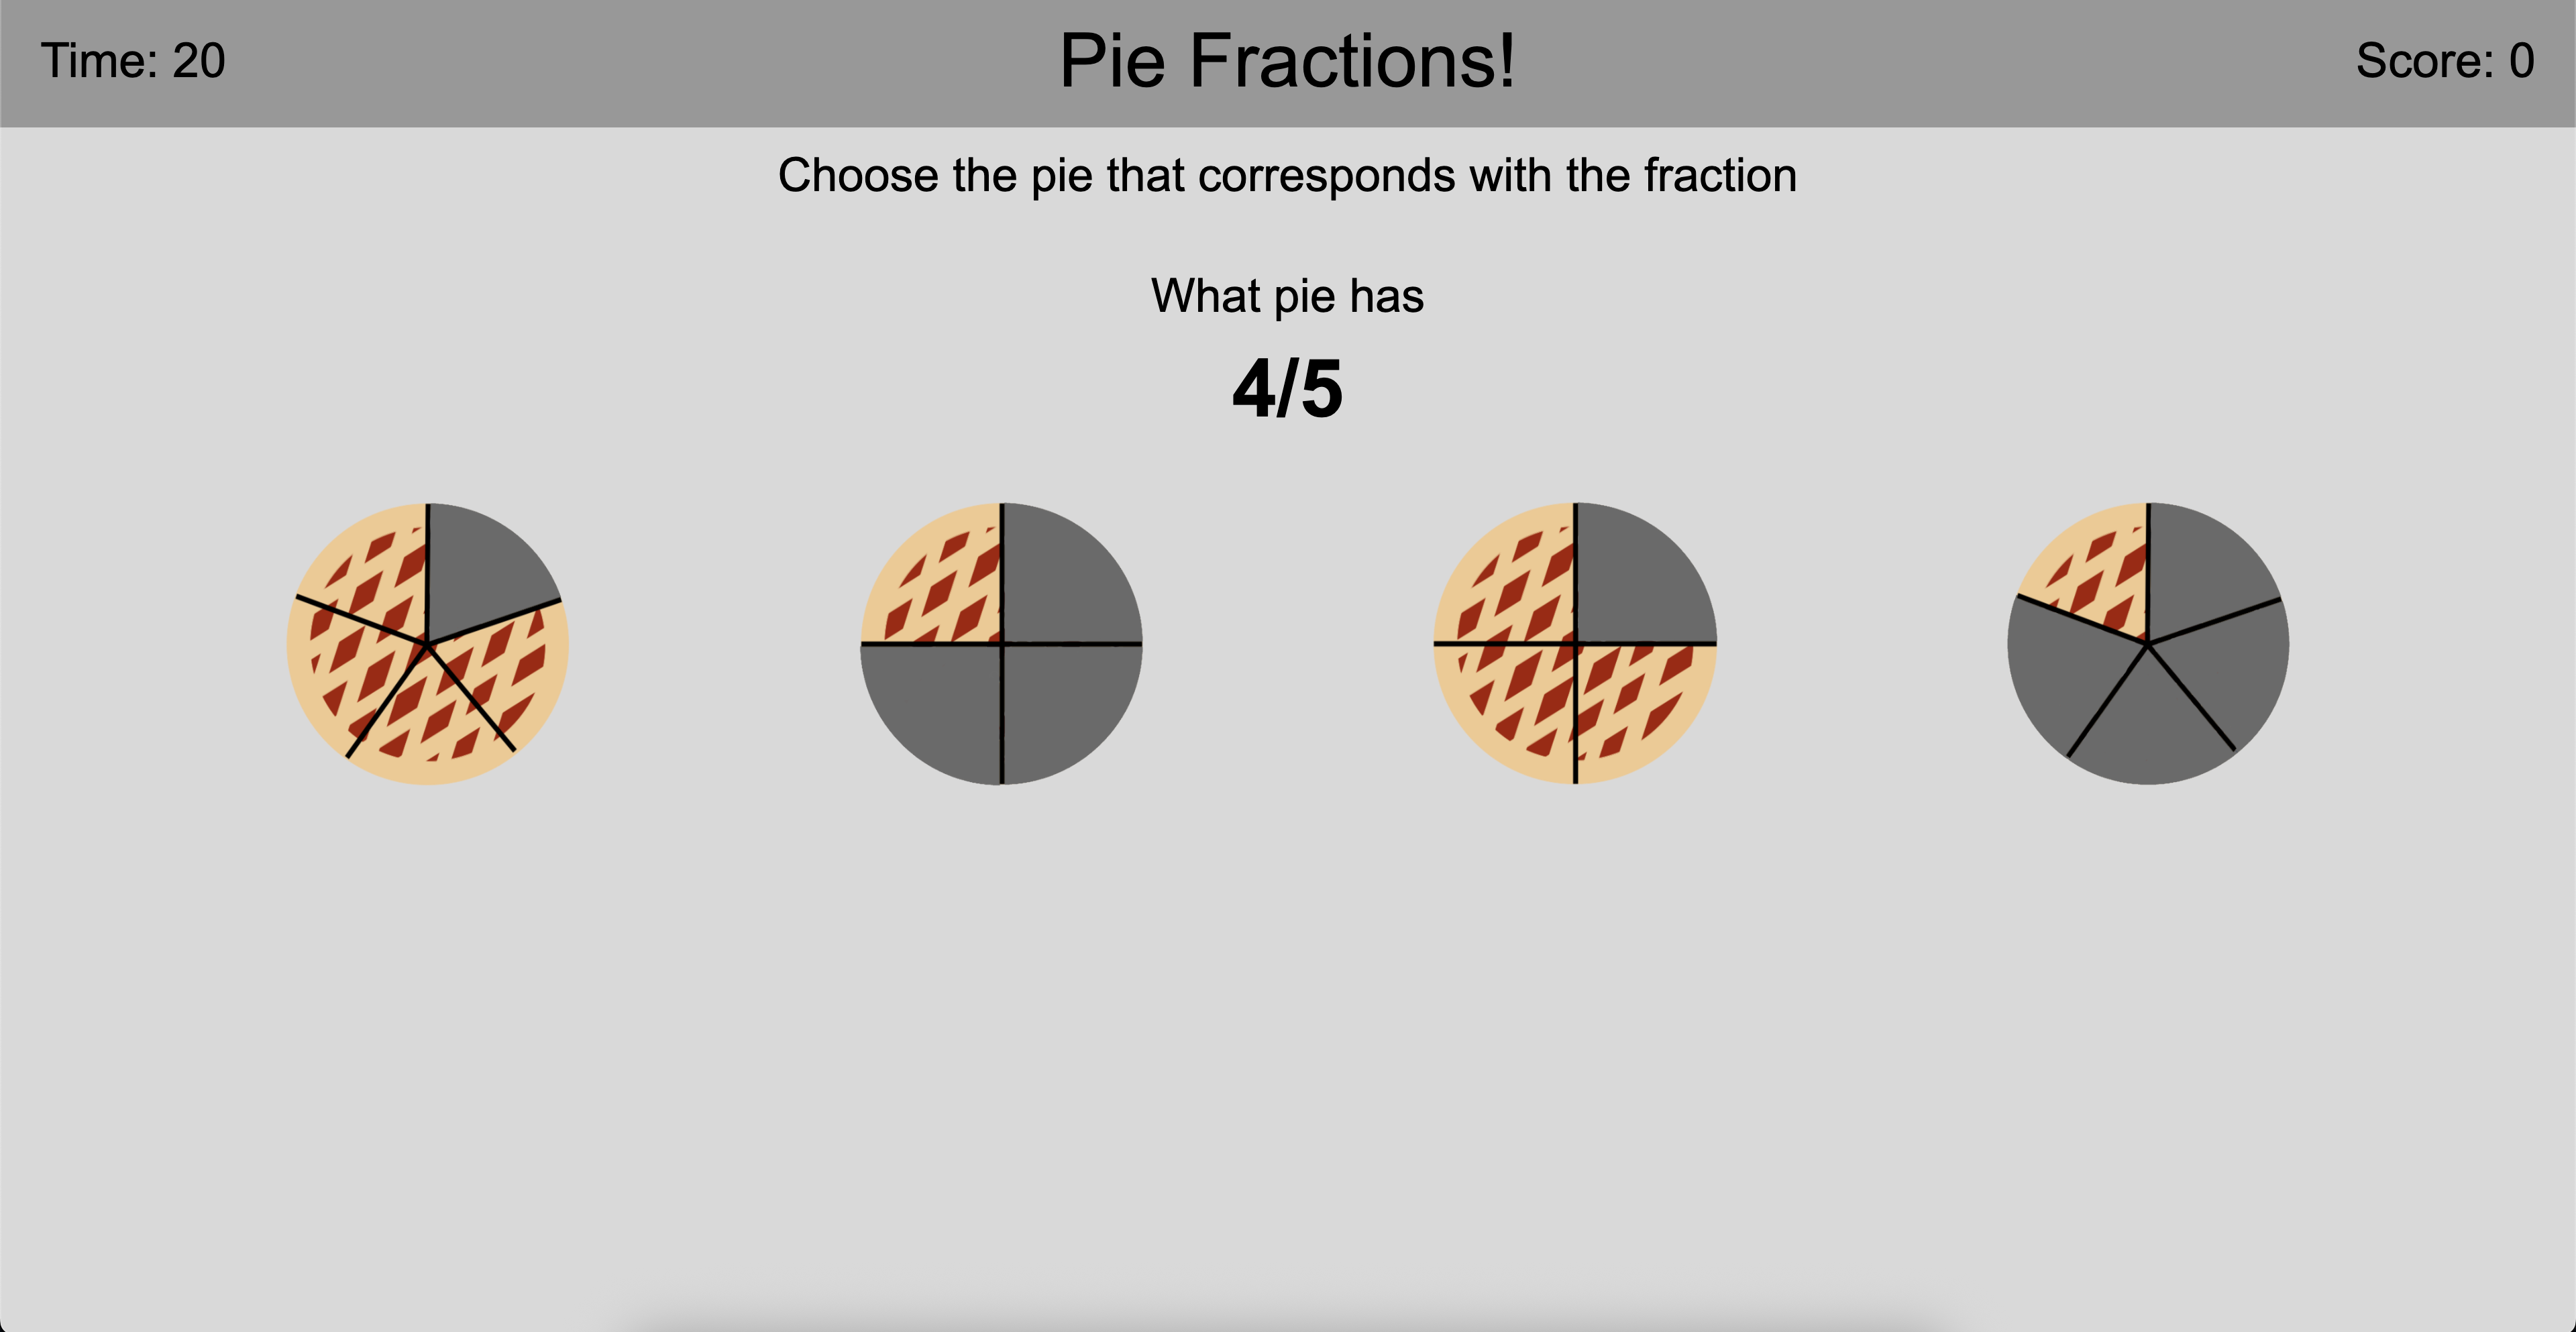 Time: 20
Pie Fractions!
Score: 0
Choose the pie that corresponds with the fraction
What pie has
4/5